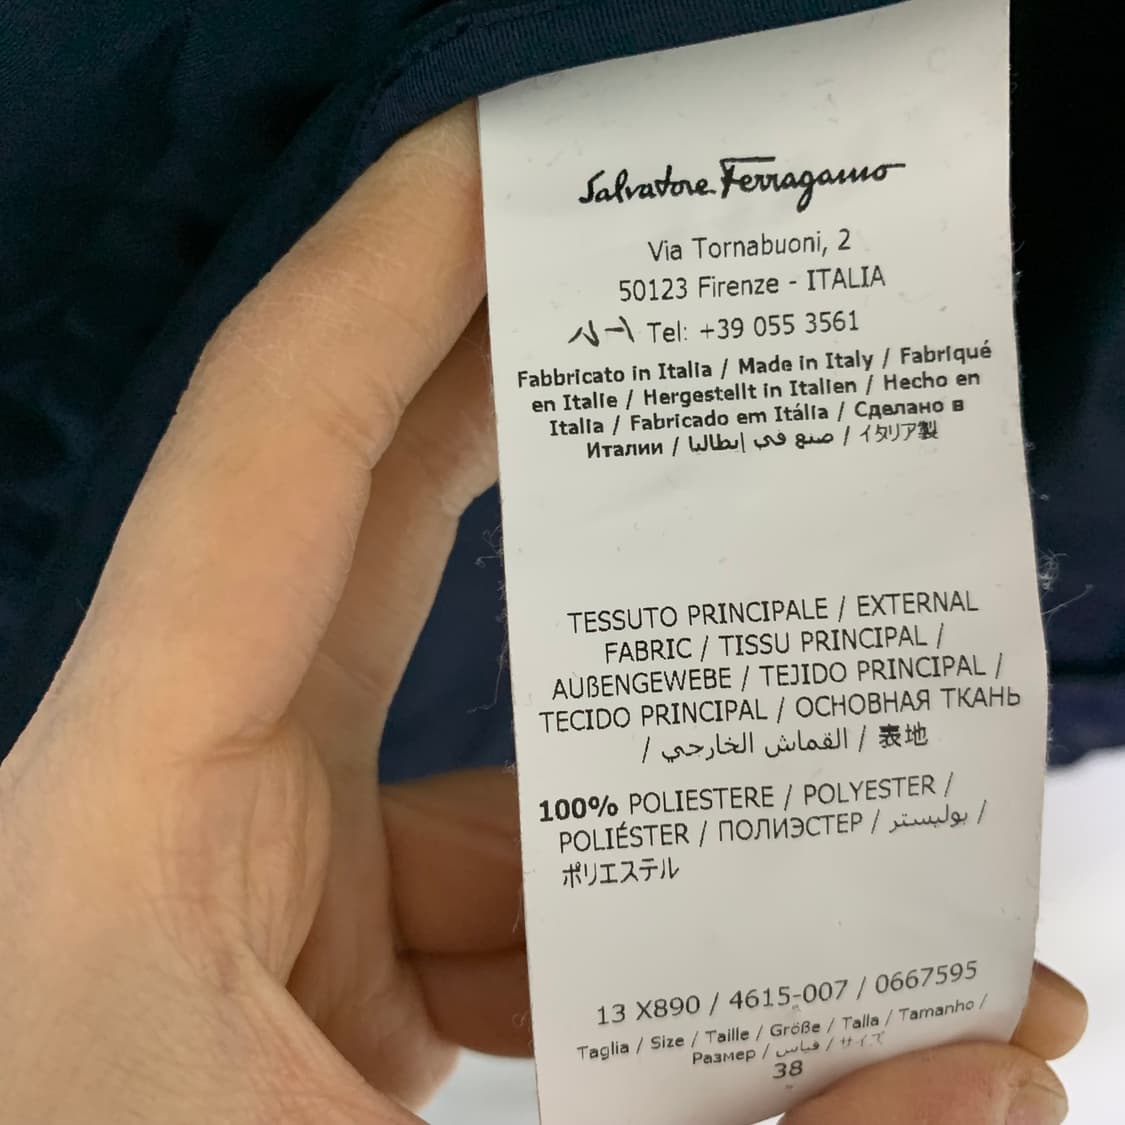 Salvatore Ferragamo
Via Tornabuoni, 2
50123 Firenze - ITALIA
Tel: +39 055 3561
Fabbricato in Italia / Made in Italy / Fabriqué
en Italie / Hergestellt in Italien / Hecho en
Italia / Fabricado em Itália / Сделано в
Италии / صنع في إيطاليا / イタリア製
TESSUTO PRINCIPALE / EXTERNAL
FABRIC / TISSU PRINCIPAL /
AUßENGEWEBE / TEJIDO PRINCIPAL /
TECIDO PRINCIPAL / ОСНОВНАЯ ТКАНЬ
/ القماش الخارجي / 表地
100% POLIESTERE / POLYESTER /
POLIÉSTER / ПОЛИЭСТЕР / بوليستر /
ポリエステル
13 X890 / 4615-007 / 0667595
Taglia / Size / Taille / Größe / Talla / Tamanho /
Размер / قياس / サイズ
38